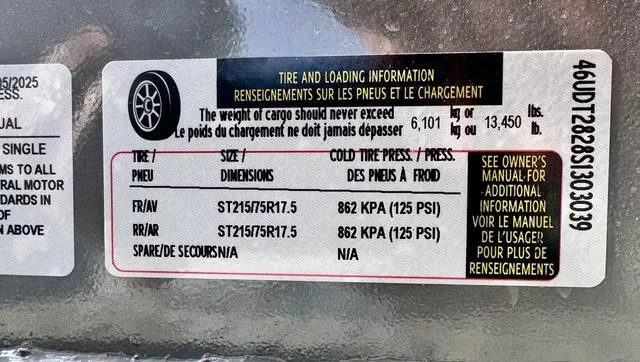 05/2025
ESS.
UAL
SINGLE
MS TO ALL
RAL MOTOR
DARDS IN
OF
N ABOVE
TIRE AND LOADING INFORMATION
RENSEIGNEMENTS SUR LES PNEUS ET LE CHARGEMENT
The weight of cargo should never exceed kg or lbs.
Le poids du chargement ne doit jamais dépasser 6,101 kg ou 13,450 lb.
TIRE / SIZE / COLD TIRE PRESS. / PRESS.
PNEU DIMENSIONS DES PNEUS À FROID
FR/AV ST215/75R17.5 862 KPA (125 PSI)
RR/AR ST215/75R17.5 862 KPA (125 PSI)
SPARE/DE SECOURS N/A N/A
SEE OWNER'S
MANUAL FOR
ADDITIONAL
INFORMATION
VOIR LE MANUEL
DE L'USAGER
POUR PLUS DE
RENSEIGNEMENTS
46UDT2828SI303039